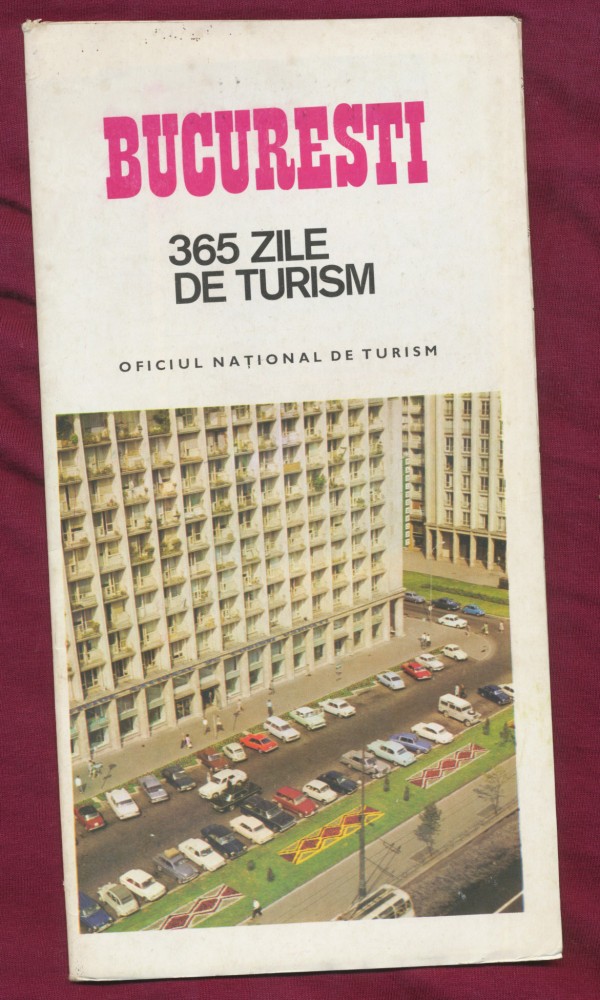 BUCURESTI
365 ZILE
DE TURISM
OFICIUL NAȚIONAL DE TURISM